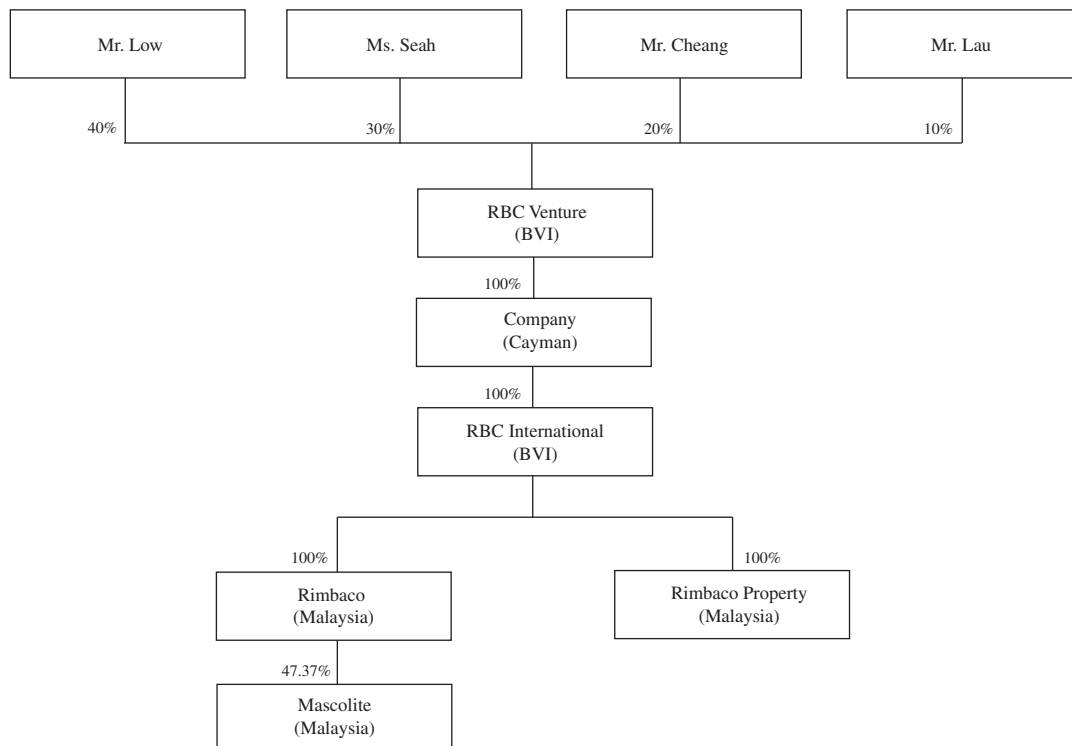 Mr. Low
Ms. Seah
Mr. Cheang
Mr. Lau
40%
30%
20%
10%
RBC Venture
(BVI)
100%
Company
(Cayman)
100%
RBC International
(BVI)
100%
100%
Rimbaco
(Malaysia)
Rimbaco Property
(Malaysia)
47.37%
Mascolite
(Malaysia)